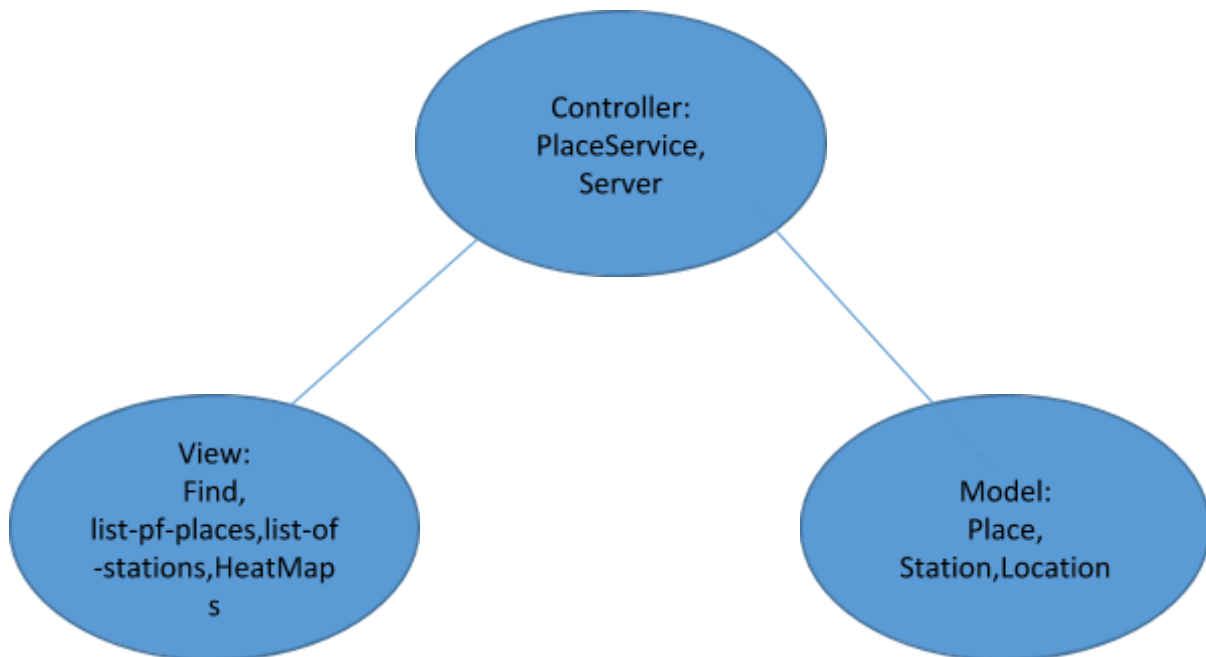 Controller:
PlaceService,
Server
View:
Find,
list-pf-places,list-of
-stations,HeatMap
s
Model:
Place,
Station,Location